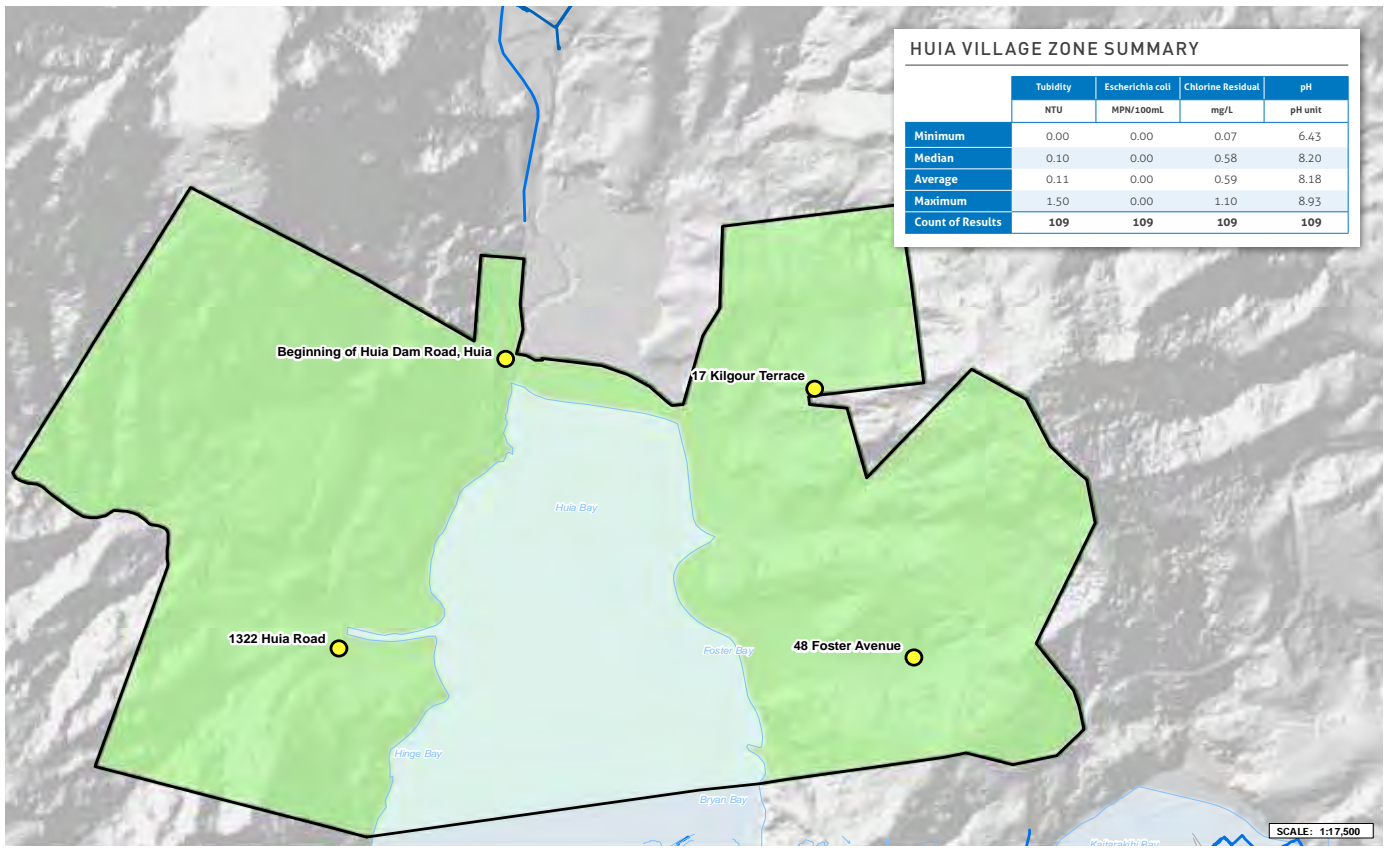 HUIA VILLAGE ZONE SUMMARY
Tubidity Escherichia coli Chlorine Residual pH
NTU MPN/100mL mg/L pH unit
Minimum 0.00 0.00 0.07 6.43
Median 0.10 0.00 0.58 8.20
Average 0.11 0.00 0.59 8.18
Maximum 1.50 0.00 1.10 8.93
Count of Results 109 109 109 109
Beginning of Huia Dam Road, Huia
17 Kilgour Terrace
Huia Bay
1322 Huia Road
Foster Bay
48 Foster Avenue
Hinge Bay
Bryan Bay
Kaitarakihi Bay
SCALE: 1:17,500